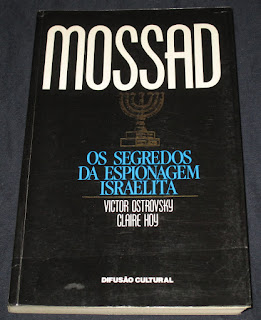 MOSSAD
OS SEGREDOS
DA ESPIONAGEM
ISRAELITA
VICTOR OSTROVSKY
CLAIRE HOY
DIFUSÃO CULTURAL